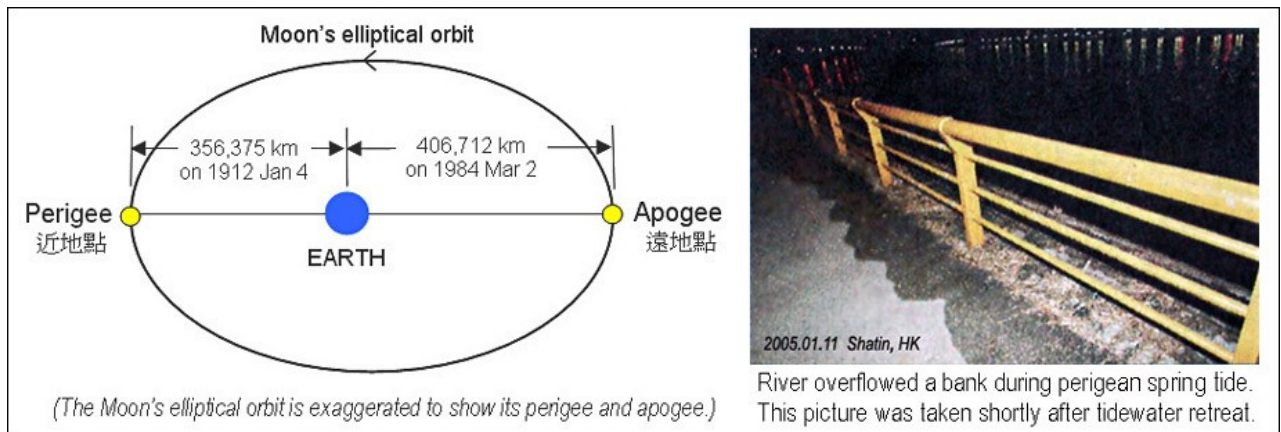 Moon's elliptical orbit
356,375 km
on 1912 Jan 4
406,712 km
on 1984 Mar 2
Perigee
近地點
EARTH
Apogee
遠地點
(The Moon's elliptical orbit is exaggerated to show its perigee and apogee.)
2005.01.11 Shatin, HK
River overflowed a bank during perigean spring tide.
This picture was taken shortly after tidewater retreat.